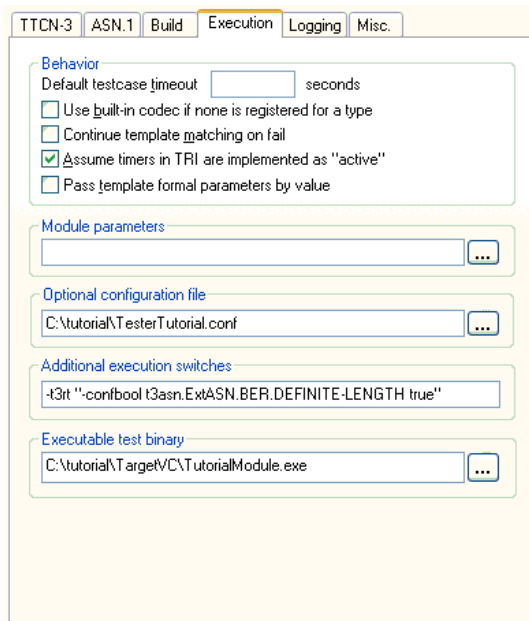 TTCN-3 ASN.1 Build Execution Logging Misc.
Behavior
Default testcase timeout seconds
Use built-in codec if none is registered for a type
Continue template matching on fail
Assume timers in TRI are implemented as "active"
Pass template formal parameters by value
Module parameters
...
Optional configuration file
C:\tutorial\TesterTutorial.conf ...
Additional execution switches
-t3rt "-confbool t3asn.ExtASN.BER.DEFINITE-LENGTH true"
Executable test binary
C:\tutorial\TargetVC\TutorialModule.exe ...